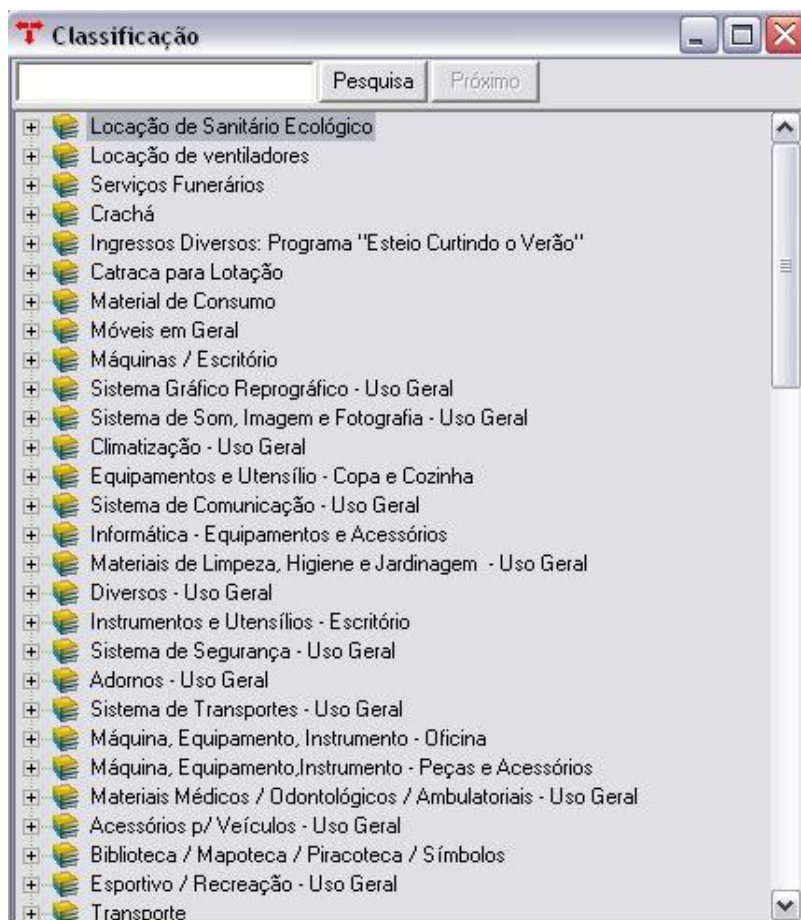 Classificação
Pesquisa Próximo
Locação de Sanitário Ecológico
Locação de ventiladores
Serviços Funerários
Crachá
Ingressos Diversos: Programa "Esteio Curtindo o Verão"
Catraca para Lotação
Material de Consumo
Móveis em Geral
Máquinas / Escritório
Sistema Gráfico Reprográfico - Uso Geral
Sistema de Som, Imagem e Fotografia - Uso Geral
Climatização - Uso Geral
Equipamentos e Utensílio - Copa e Cozinha
Sistema de Comunicação - Uso Geral
Informática - Equipamentos e Acessórios
Materiais de Limpeza, Higiene e Jardinagem - Uso Geral
Diversos - Uso Geral
Instrumentos e Utensílios - Escritório
Sistema de Segurança - Uso Geral
Adornos - Uso Geral
Sistema de Transportes - Uso Geral
Máquina, Equipamento, Instrumento - Oficina
Máquina, Equipamento,Instrumento - Peças e Acessórios
Materiais Médicos / Odontológicos / Ambulatoriais - Uso Geral
Acessórios p/ Veículos - Uso Geral
Biblioteca / Mapoteca / Piracoteca / Símbolos
Esportivo / Recreação - Uso Geral
Transporte